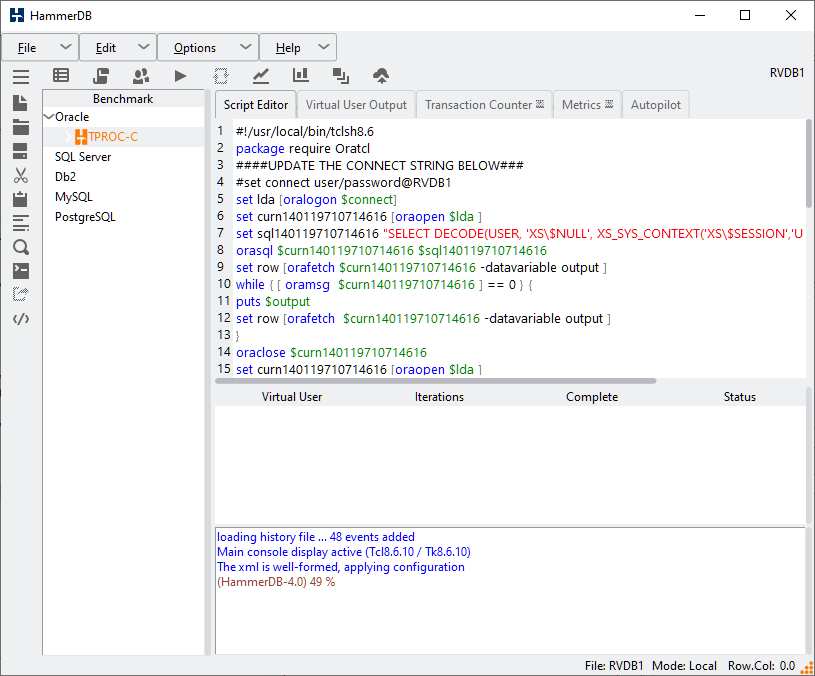 HammerDB
File Edit Options Help
RVDB1
Benchmark
Oracle
TPROC-C
SQL Server
Db2
MySQL
PostgreSQL
Script Editor Virtual User Output Transaction Counter Metrics Autopilot
1 #!/usr/local/bin/tclsh8.6
2 package require Oratcl
3 ####UPDATE THE CONNECT STRING BELOW###
4 #set connect user/password@RVDB1
5 set lda [oralogon $connect]
6 set curn140119710714616 [oraopen $lda ]
7 set sql140119710714616 "SELECT DECODE(USER, 'XS\$NULL', XS_SYS_CONTEXT('XS\$SESSION','U
8 orasql $curn140119710714616 $sql140119710714616
9 set row [orafetch $curn140119710714616 -datavariable output ]
10 while { [ oramsg  $curn140119710714616 ] == 0 } {
11 puts $output
12 set row [orafetch  $curn140119710714616 -datavariable output ]
13 }
14 oraclose $curn140119710714616
15 set curn140119710714616 [oraopen $lda ]
Virtual User Iterations Complete Status
loading history file ... 48 events added
Main console display active (Tcl8.6.10 / Tk8.6.10)
The xml is well-formed, applying configuration
(HammerDB-4.0) 49 %
File: RVDB1 Mode: Local Row.Col: 0.0